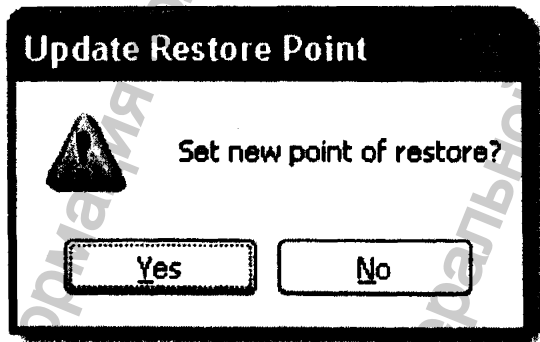 Update Restore Point
Set new point of restore?
Yes
No